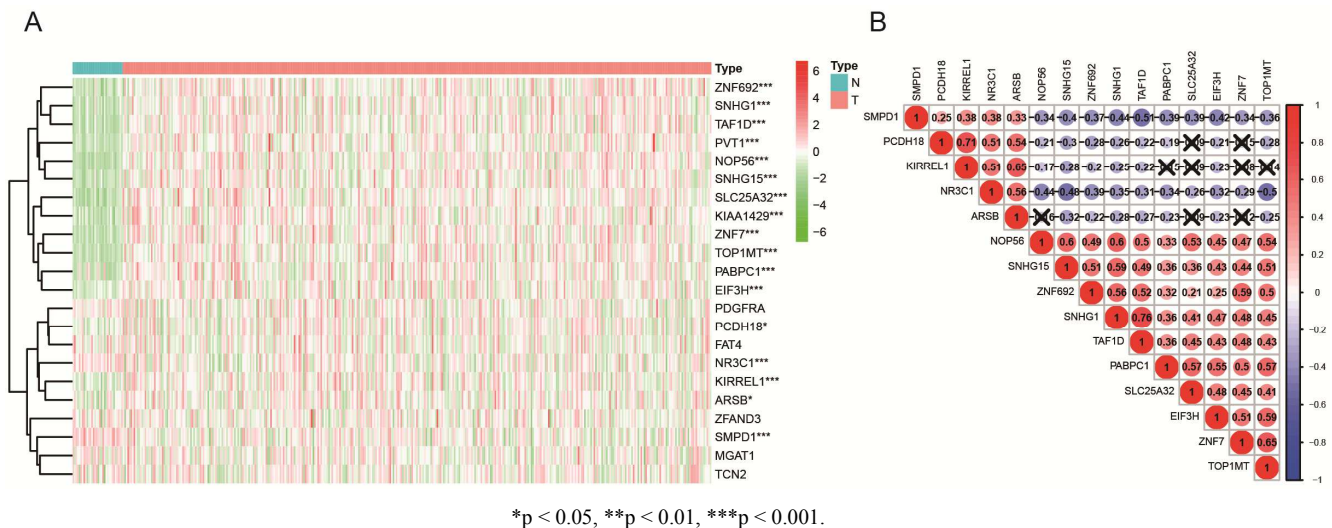 A
B
Type
ZNF692***
SNHG1***
TAF1D***
PVT1***
NOP56***
SNHG15***
SLC25A32***
KIAA1429***
ZNF7***
TOP1MT***
PABPC1***
EIF3H***
PDGFRA
PCDH18*
FAT4
NR3C1***
KIRREL1***
ARSB*
ZFAND3
SMPD1***
MGAT1
TCN2
6
4
2
0
−2
−4
−6
Type
N
T
SMPD1 PCDH18 KIRREL1 NR3C1 ARSB NOP56 SNHG15 ZNF692 SNHG1 TAF1D PABPC1 SLC25A32 EIF3H ZNF7 TOP1MT
SMPD1 1 0.25 0.38 0.38 0.33 −0.34 −0.4 −0.37 −0.44 −0.51 −0.39 −0.39 −0.42 −0.34 −0.36
PCDH18 1 0.71 0.51 0.54 −0.21 −0.3 −0.28 −0.26 −0.22 −0.19 −0.21 −0.28
KIRREL1 1 0.51 0.65 −0.17 −0.28 −0.2 −0.25 −0.22 −0.23
NR3C1 1 0.56 −0.44 −0.48 −0.39 −0.35 −0.31 −0.34 −0.26 −0.32 −0.29 −0.5
ARSB 1 −0.32 −0.22 −0.28 −0.27 −0.23 −0.23 −0.25
NOP56 1 0.6 0.49 0.6 0.5 0.33 0.53 0.45 0.47 0.54
SNHG15 1 0.51 0.59 0.49 0.36 0.36 0.43 0.44 0.51
ZNF692 1 0.56 0.52 0.32 0.21 0.25 0.59 0.5
SNHG1 1 0.76 0.36 0.41 0.47 0.48 0.45
TAF1D 1 0.36 0.45 0.43 0.48 0.43
PABPC1 1 0.57 0.55 0.5 0.57
SLC25A32 1 0.48 0.45 0.41
EIF3H 1 0.51 0.59
ZNF7 1 0.65
TOP1MT 1
1
0.8
0.6
0.4
0.2
0
−0.2
−0.4
−0.6
−0.8
−1
*p < 0.05, **p < 0.01, ***p < 0.001.